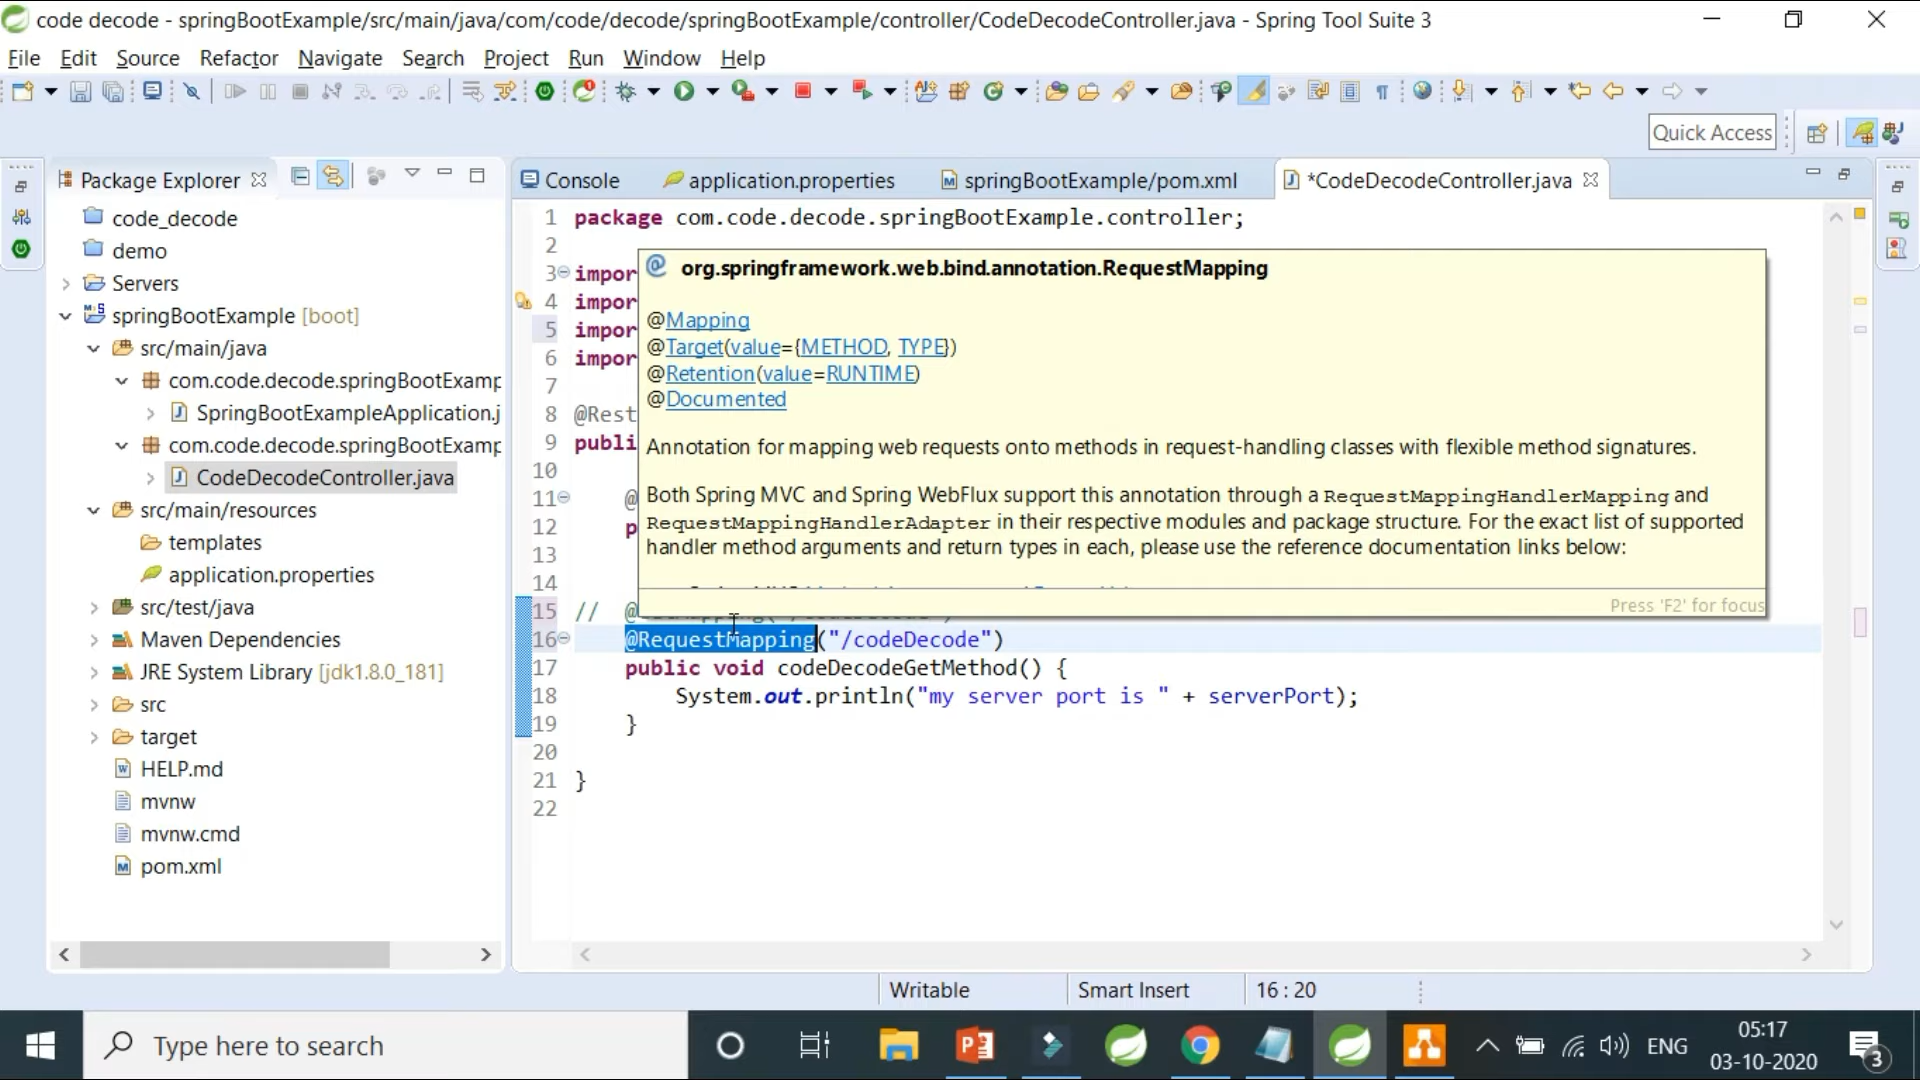 code decode - springBootExample/src/main/java/com/code/decode/springBootExample/controller/CodeDecodeController.java - Spring Tool Suite 3
File Edit Source Refactor Navigate Search Project Run Window Help
Quick Access
Package Explorer
Console application.properties springBootExample/pom.xml *CodeDecodeController.java
code_decode
demo
Servers
springBootExample [boot]
src/main/java
com.code.decode.springBootExamp
SpringBootExampleApplication.j
com.code.decode.springBootExamp
CodeDecodeController.java
src/main/resources
templates
application.properties
src/test/java
Maven Dependencies
JRE System Library [jdk1.8.0_181]
src
target
HELP.md
mvnw
mvnw.cmd
pom.xml
1 package com.code.decode.springBootExample.controller;
2
3 impor
4 impor
5 impor
6 impor
7
8 @Rest
9 publi
10
11 @
12 p
13
14
15 // @
16 @RequestMapping("/codeDecode")
17 public void codeDecodeGetMethod() {
18 System.out.println("my server port is " + serverPort);
19 }
20
21 }
22
org.springframework.web.bind.annotation.RequestMapping
@Mapping
@Target(value={METHOD, TYPE})
@Retention(value=RUNTIME)
@Documented
Annotation for mapping web requests onto methods in request-handling classes with flexible method signatures.
Both Spring MVC and Spring WebFlux support this annotation through a RequestMappingHandlerMapping and
RequestMappingHandlerAdapter in their respective modules and package structure. For the exact list of supported
handler method arguments and return types in each, please use the reference documentation links below:
Press 'F2' for focus
Writable Smart Insert 16 : 20
Type here to search
ENG
05:17
03-10-2020
3